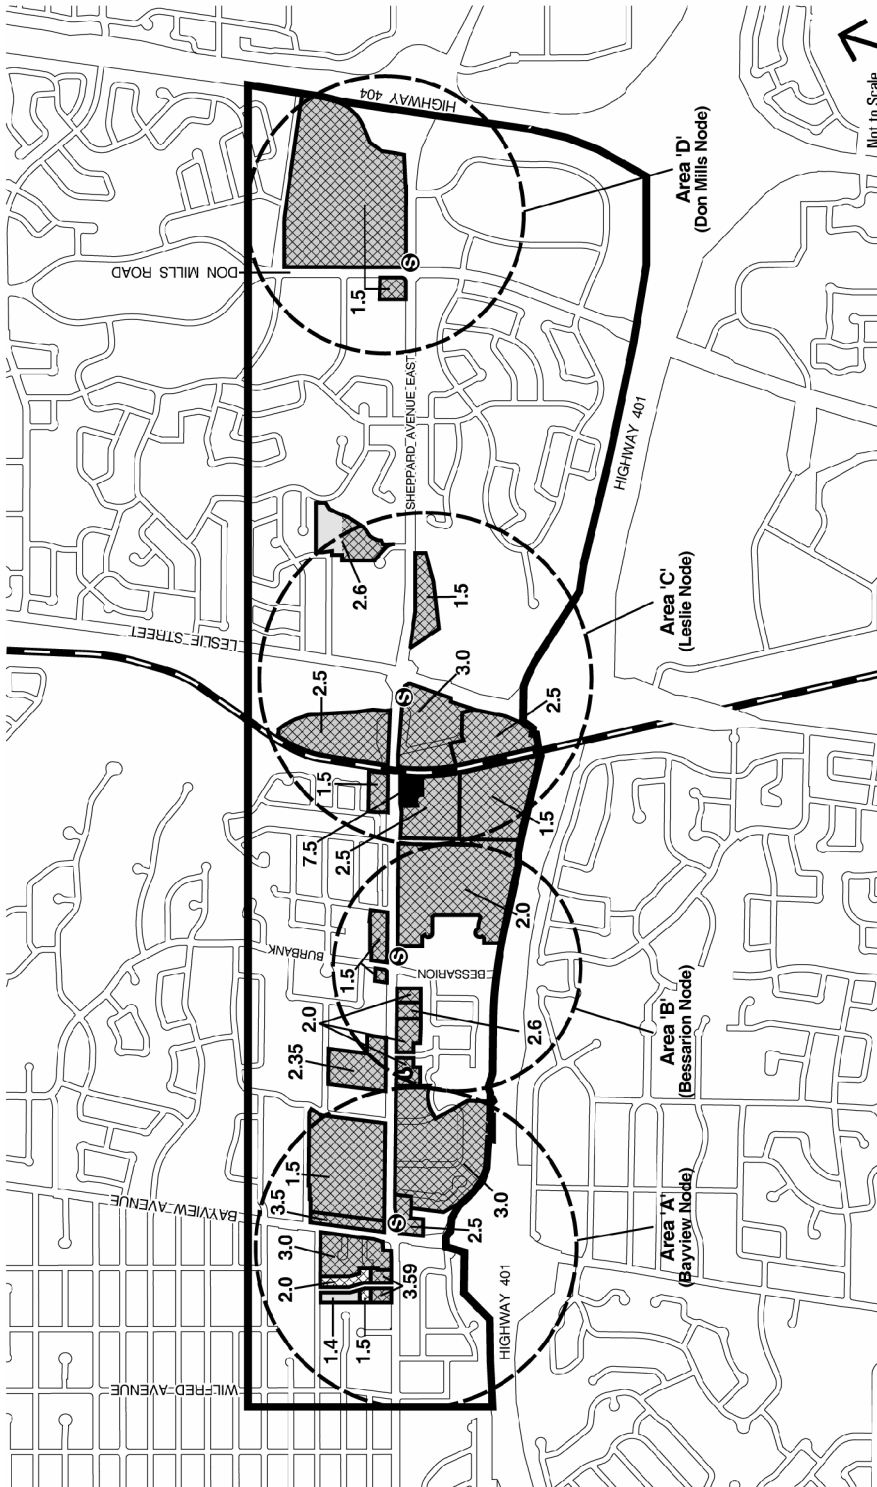 Not to Scale
HIGHWAY 404
Area 'D'
(Don Mills Node)
DON MILLS ROAD
S
1.5
SHEPPARD AVENUE EAST
HIGHWAY 401
2.6
1.5
Area 'C'
(Leslie Node)
LESLIE STREET
2.5
S
3.0
2.5
1.5
7.5
2.5
1.5
2.0
BURBANK
S
1.5
BESSARION
2.0
2.6
2.35
Area 'B'
(Bessarion Node)
BAYVIEW AVENUE
1.5
3.5
S
3.0
2.5
3.0
2.0
3.59
1.4
1.5
Area 'A'
(Bayview Node)
HIGHWAY 401
WILFRED AVENUE